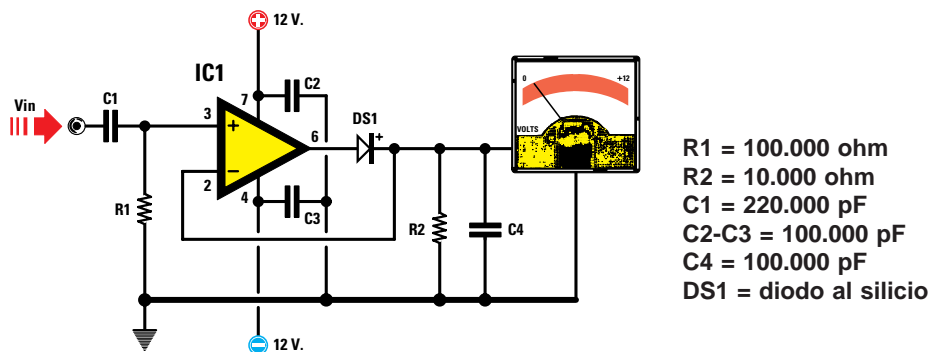 12 V.
IC1
C2
Vin
C1
7
3
+
6
DS1
+
2
−
4
R1
C3
R2
C4
12 V.
0
+12
VOLTS
R1 = 100.000 ohm
R2 = 10.000 ohm
C1 = 220.000 pF
C2-C3 = 100.000 pF
C4 = 100.000 pF
DS1 = diodo al silicio